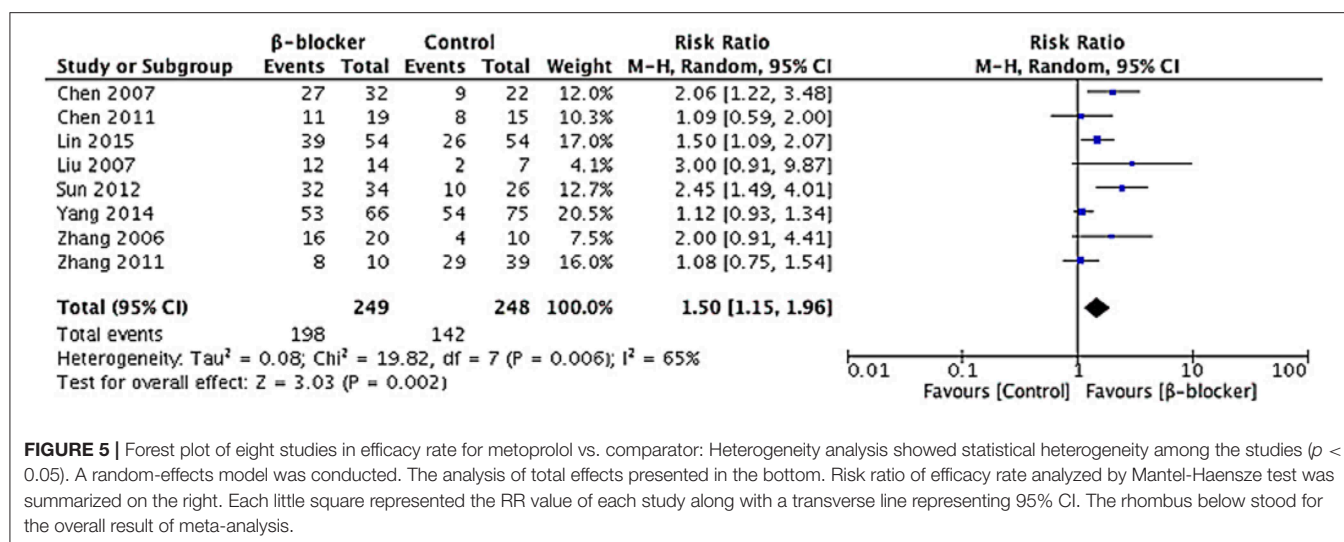 β-blocker Control Risk Ratio Risk Ratio
Study or Subgroup Events Total Events Total Weight M-H, Random, 95% CI M-H, Random, 95% CI
Chen 2007 27 32 9 22 12.0% 2.06 [1.22, 3.48]
Chen 2011 11 19 8 15 10.3% 1.09 [0.59, 2.00]
Lin 2015 39 54 26 54 17.0% 1.50 [1.09, 2.07]
Liu 2007 12 14 2 7 4.1% 3.00 [0.91, 9.87]
Sun 2012 32 34 10 26 12.7% 2.45 [1.49, 4.01]
Yang 2014 53 66 54 75 20.5% 1.12 [0.93, 1.34]
Zhang 2006 16 20 4 10 7.5% 2.00 [0.91, 4.41]
Zhang 2011 8 10 29 39 16.0% 1.08 [0.75, 1.54]
Total (95% CI) 249 248 100.0% 1.50 [1.15, 1.96]
Total events 198 142
Heterogeneity: Tau² = 0.08; Chi² = 19.82, df = 7 (P = 0.006); I² = 65%
Test for overall effect: Z = 3.03 (P = 0.002)
0.01 0.1 1 10 100
Favours [Control] Favours [β-blocker]
FIGURE 5 | Forest plot of eight studies in efficacy rate for metoprolol vs. comparator: Heterogeneity analysis showed statistical heterogeneity among the studies (p <
0.05). A random-effects model was conducted. The analysis of total effects presented in the bottom. Risk ratio of efficacy rate analyzed by Mantel-Haensze test was
summarized on the right. Each little square represented the RR value of each study along with a transverse line representing 95% CI. The rhombus below stood for
the overall result of meta-analysis.